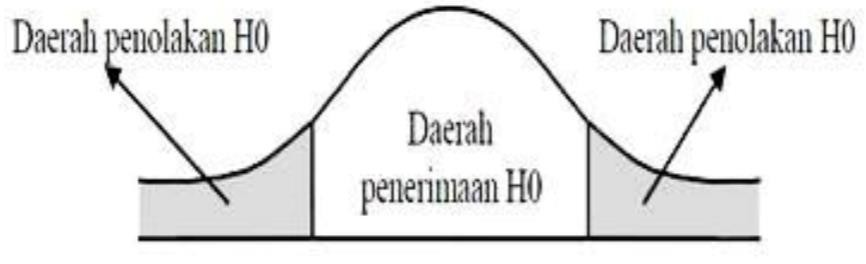 Daerah penolakan H0
Daerah penolakan H0
Daerah
penerimaan H0